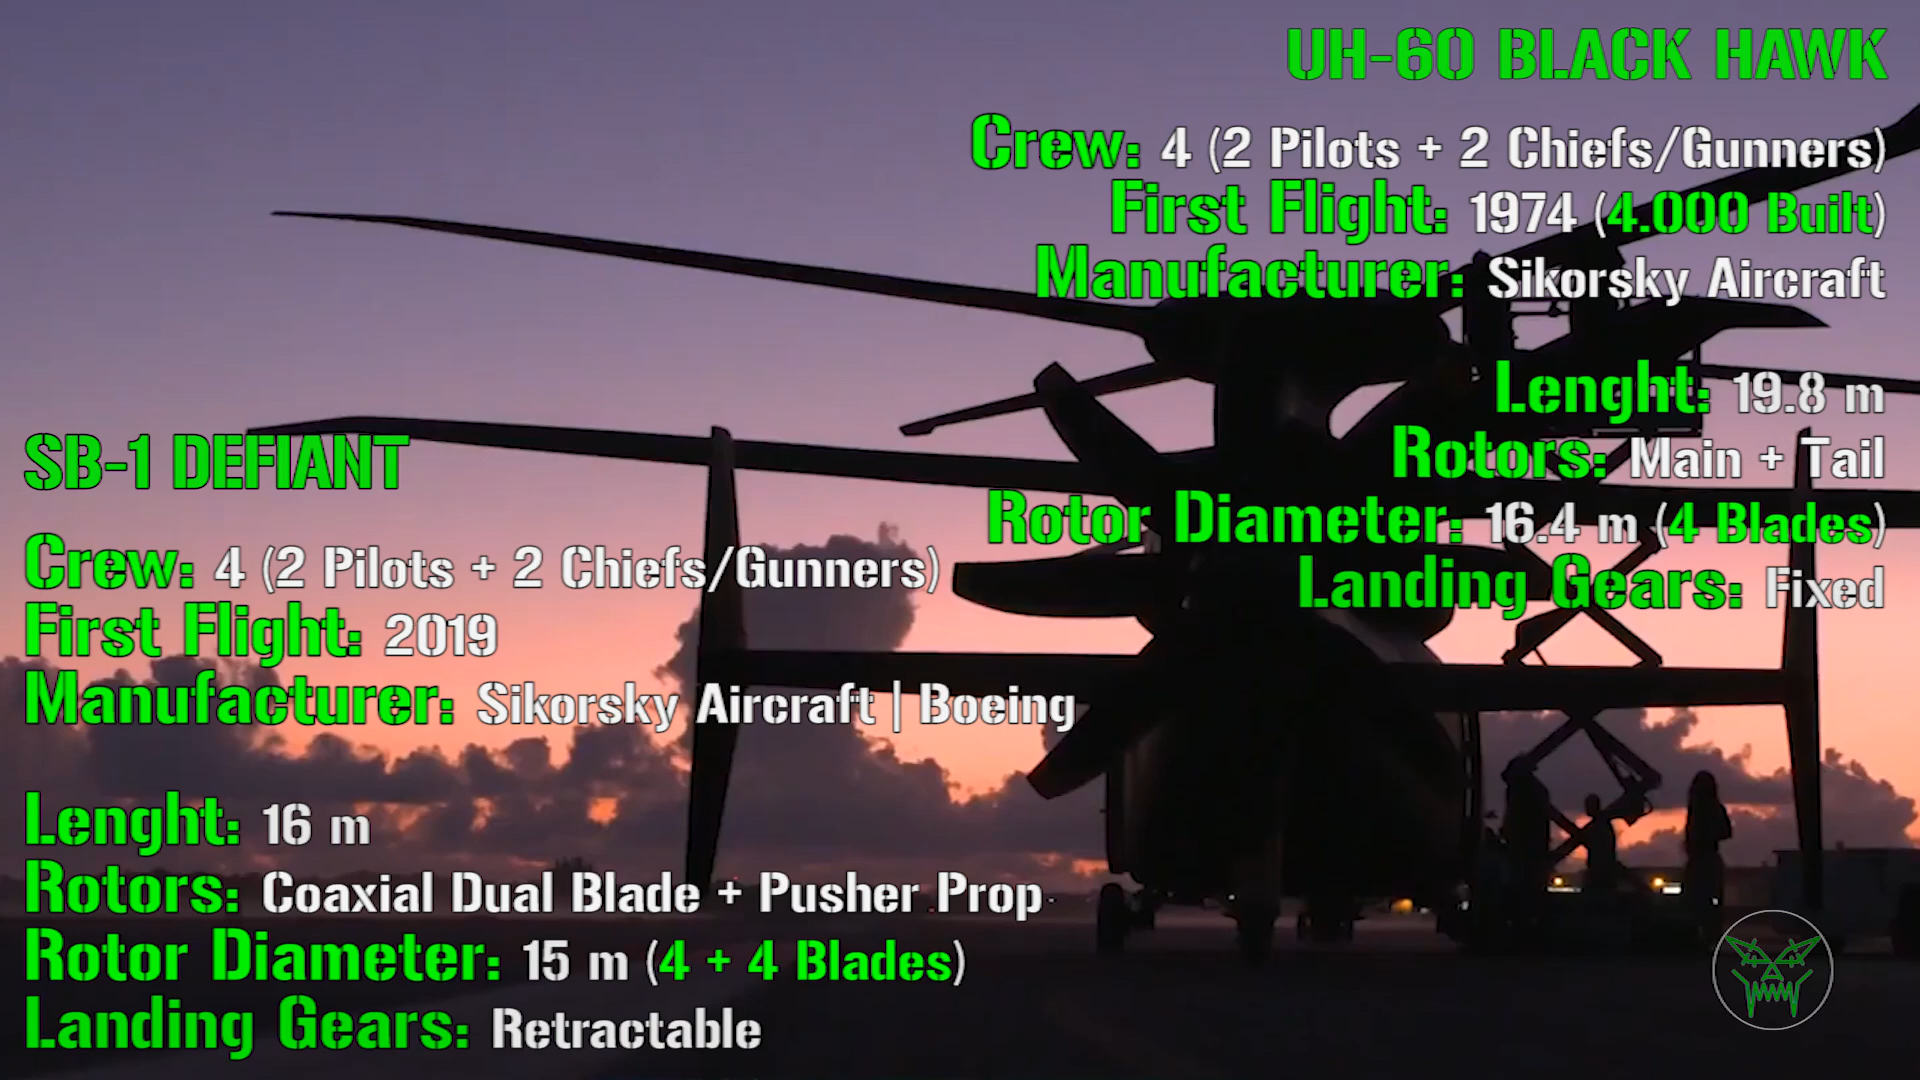 UH-60 BLACK HAWK
Crew: 4 (2 Pilots + 2 Chiefs/Gunners)
First Flight: 1974 (4.000 Built)
Manufacturer: Sikorsky Aircraft
Lenght: 19.8 m
Rotors: Main + Tail
Rotor Diameter: 16.4 m (4 Blades)
Landing Gears: Fixed
SB-1 DEFIANT
Crew: 4 (2 Pilots + 2 Chiefs/Gunners)
First Flight: 2019
Manufacturer: Sikorsky Aircraft | Boeing
Lenght: 16 m
Rotors: Coaxial Dual Blade + Pusher Prop
Rotor Diameter: 15 m (4 + 4 Blades)
Landing Gears: Retractable